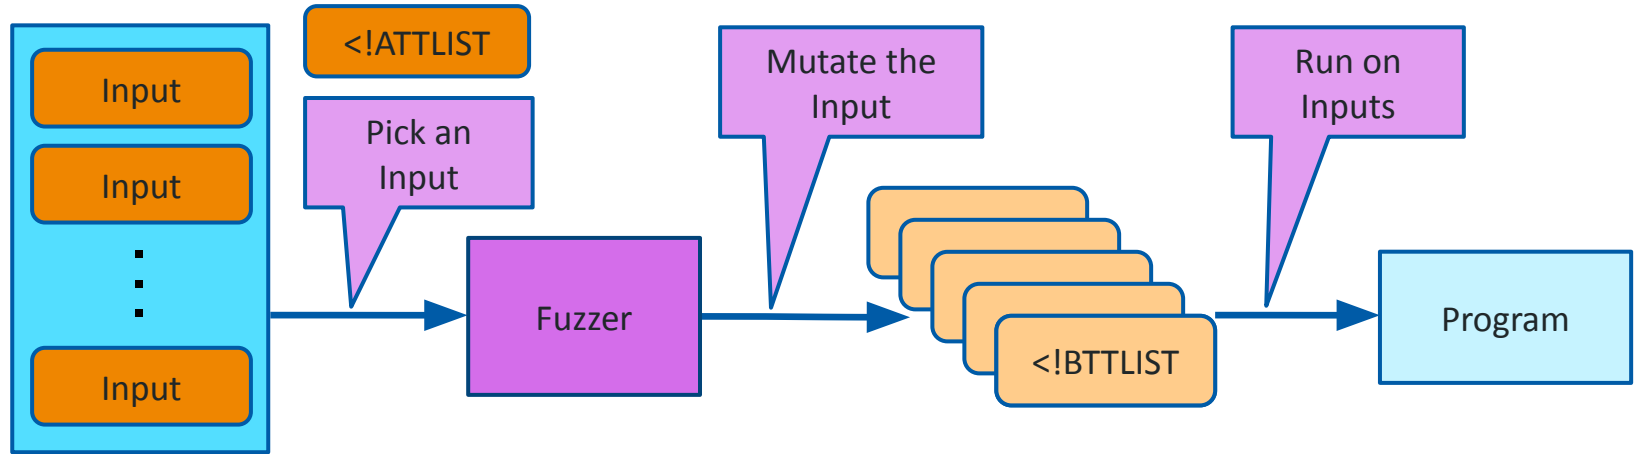 Input
Input
Input
<!ATTLIST
Pick an
Input
Fuzzer
Mutate the
Input
<!BTTLIST
Run on
Inputs
Program